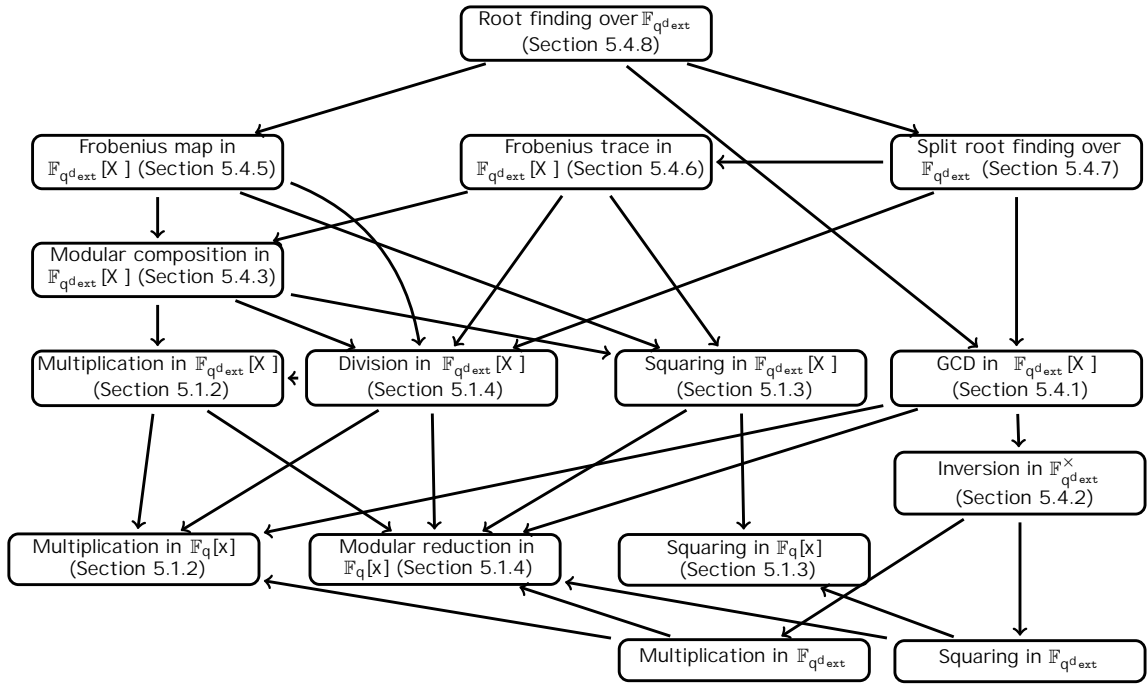 Root finding over 𝔽_{q^{d_ext}}
(Section 5.4.8)
Frobenius map in
𝔽_{q^{d_ext}}[X] (Section 5.4.5)
Frobenius trace in
𝔽_{q^{d_ext}}[X] (Section 5.4.6)
Split root finding over
𝔽_{q^{d_ext}} (Section 5.4.7)
Modular composition in
𝔽_{q^{d_ext}}[X] (Section 5.4.3)
Multiplication in 𝔽_{q^{d_ext}}[X]
(Section 5.1.2)
Division in 𝔽_{q^{d_ext}}[X]
(Section 5.1.4)
Squaring in 𝔽_{q^{d_ext}}[X]
(Section 5.1.3)
GCD in 𝔽_{q^{d_ext}}[X]
(Section 5.4.1)
Inversion in 𝔽^×_{q^{d_ext}}
(Section 5.4.2)
Multiplication in 𝔽_q[x]
(Section 5.1.2)
Modular reduction in
𝔽_q[x] (Section 5.1.4)
Squaring in 𝔽_q[x]
(Section 5.1.3)
Multiplication in 𝔽_{q^{d_ext}}
Squaring in 𝔽_{q^{d_ext}}